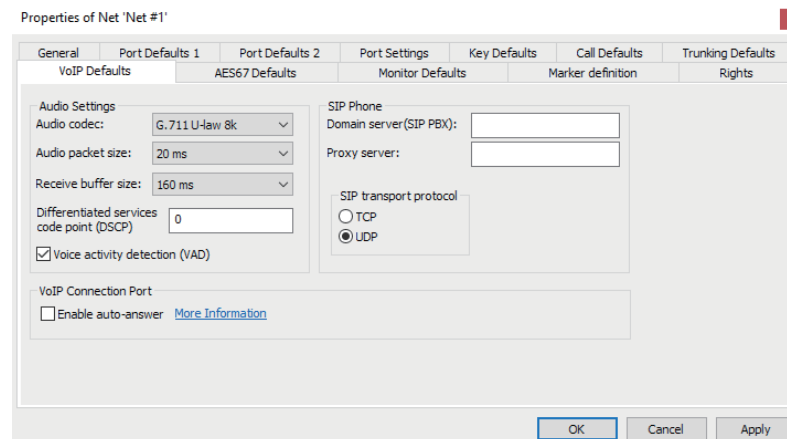 Properties of Net 'Net #1'
General Port Defaults 1 Port Defaults 2 Port Settings Key Defaults Call Defaults Trunking Defaults
VoIP Defaults AES67 Defaults Monitor Defaults Marker definition Rights
Audio Settings
Audio codec: G.711 U-law 8k
Audio packet size: 20 ms
Receive buffer size: 160 ms
Differentiated services
code point (DSCP) 0
Voice activity detection (VAD)
SIP Phone
Domain server(SIP PBX):
Proxy server:
SIP transport protocol
TCP
UDP
VoIP Connection Port
Enable auto-answer More Information
OK Cancel Apply